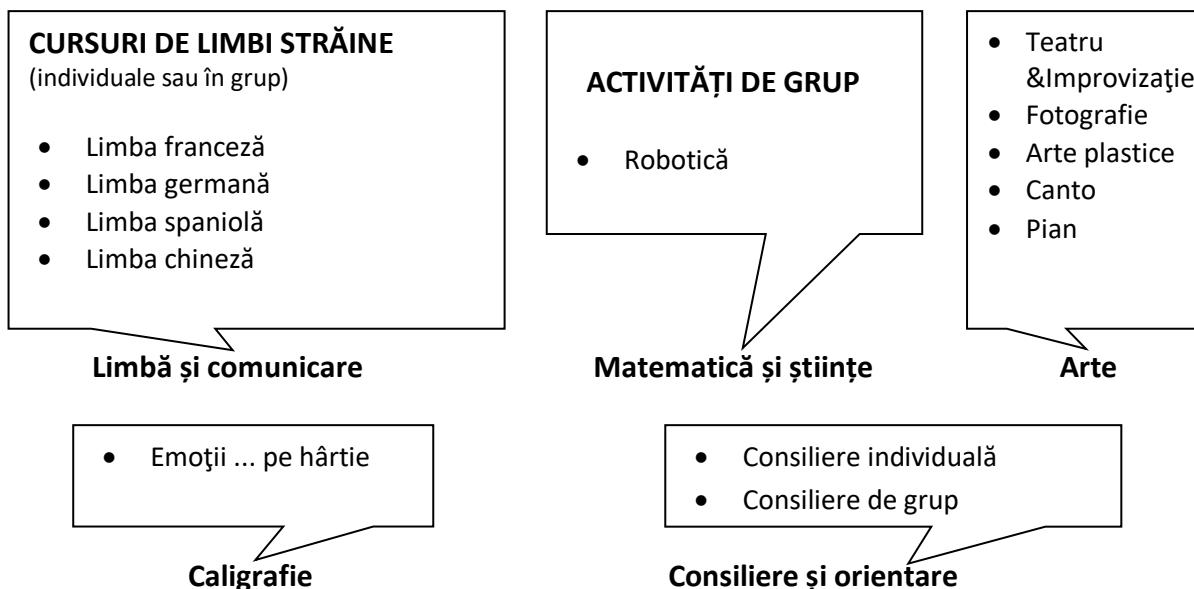 CURSURI DE LIMBI STRĂINE
(individuale sau în grup)
• Limba franceză
• Limba germană
• Limba spaniolă
• Limba chineză
Limbă și comunicare
ACTIVITĂȚI DE GRUP
• Robotică
Matematică și științe
• Teatru
&Improvizaţie
• Fotografie
• Arte plastice
• Canto
• Pian
Arte
• Emoţii ... pe hârtie
Caligrafie
• Consiliere individuală
• Consiliere de grup
Consiliere și orientare